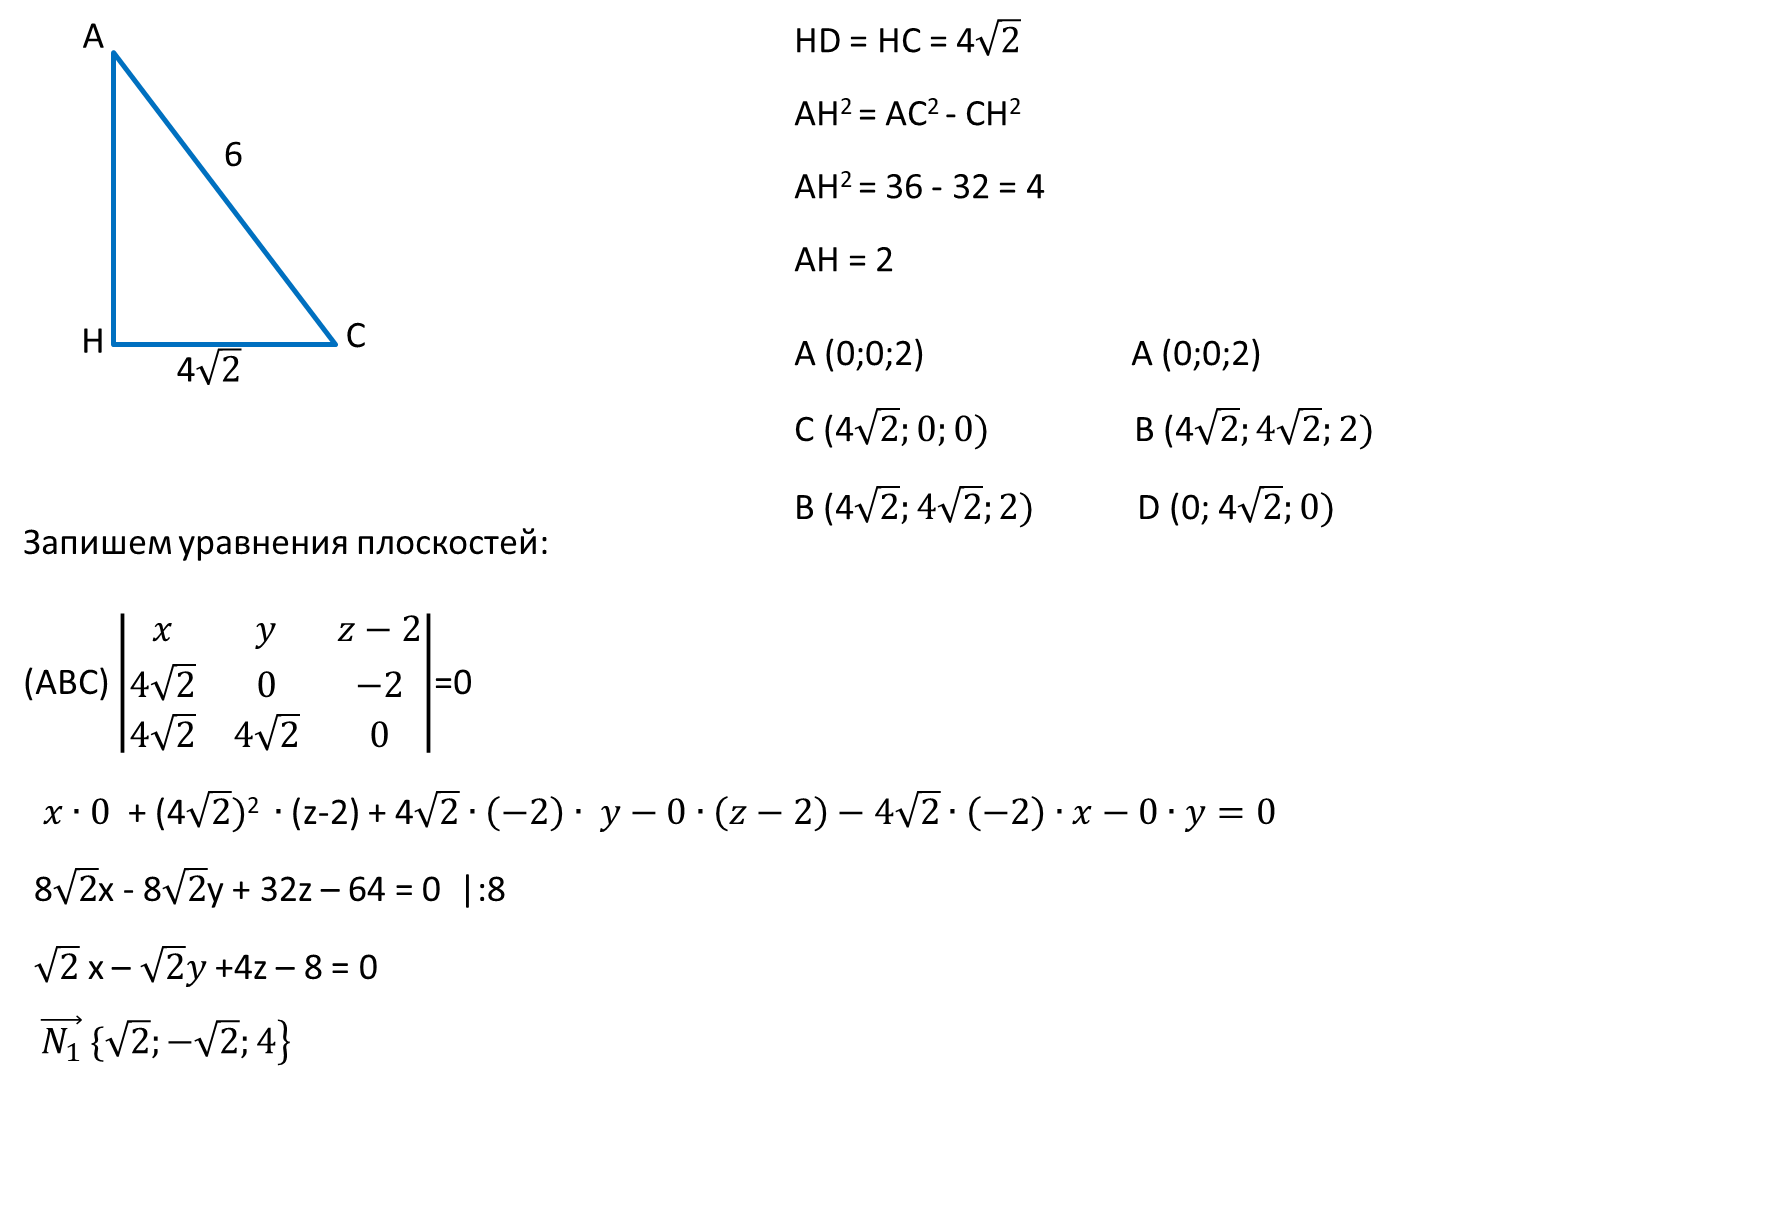 A
6
H
C
4√2
HD = HC = 4√2
AH² = AC² - CH²
AH² = 36 - 32 = 4
AH = 2
A (0;0;2) A (0;0;2)
C (4√2; 0; 0) B (4√2; 4√2; 2)
B (4√2; 4√2; 2) D (0; 4√2; 0)
Запишем уравнения плоскостей:
x y z − 2
(ABC) | 4√2 0 −2 | =0
4√2 4√2 0
x · 0 + (4√2)² · (z-2) + 4√2 · (−2) · y − 0 · (z − 2) − 4√2 · (−2) · x − 0 · y = 0
8√2x - 8√2y + 32z – 64 = 0 |:8
√2 x – √2y +4z – 8 = 0
N₁⃗ {√2; −√2; 4}